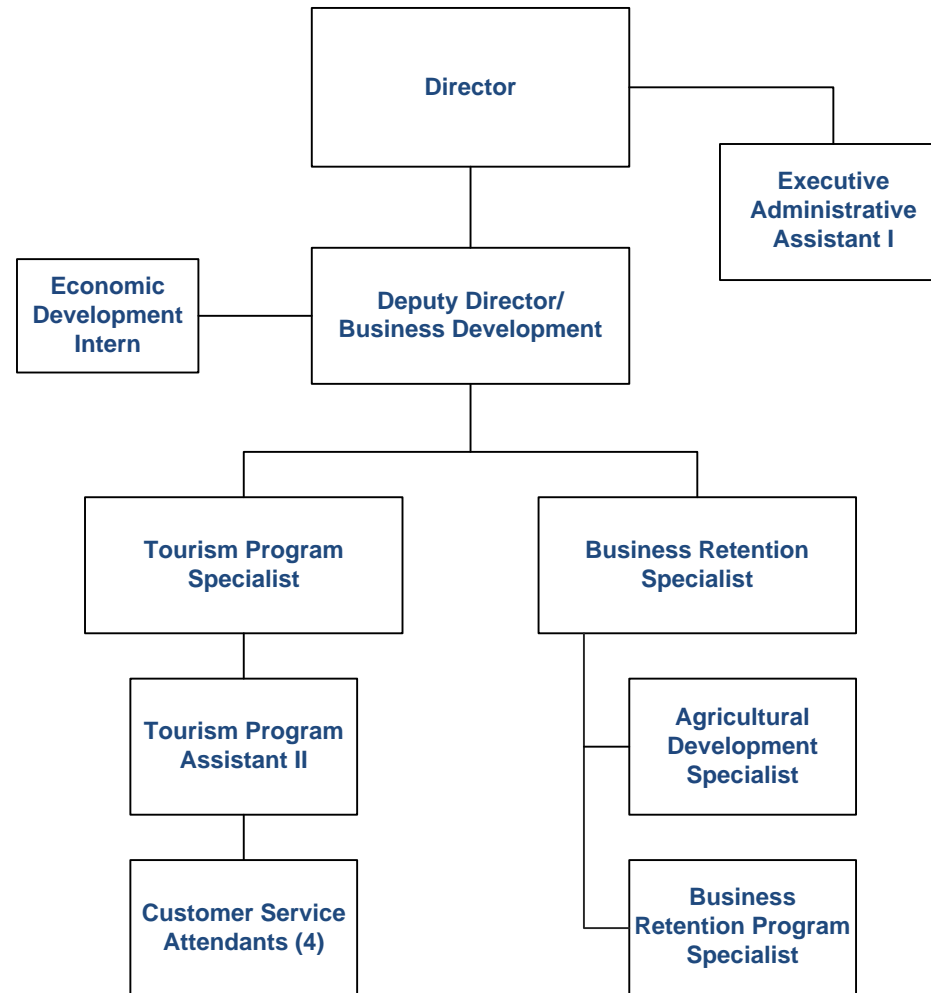 Director
Executive
Administrative
Assistant I
Economic
Development
Intern
Deputy Director/
Business Development
Tourism Program
Specialist
Business Retention
Specialist
Tourism Program
Assistant II
Agricultural
Development
Specialist
Customer Service
Attendants (4)
Business
Retention Program
Specialist